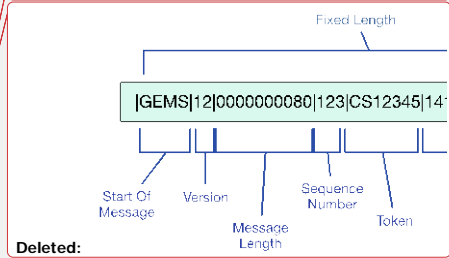 Fixed Length
|GEMS|12|0000000080|123|CS12345|14
Start Of
Message
Version
Message
Length
Sequence
Number
Token
Deleted: